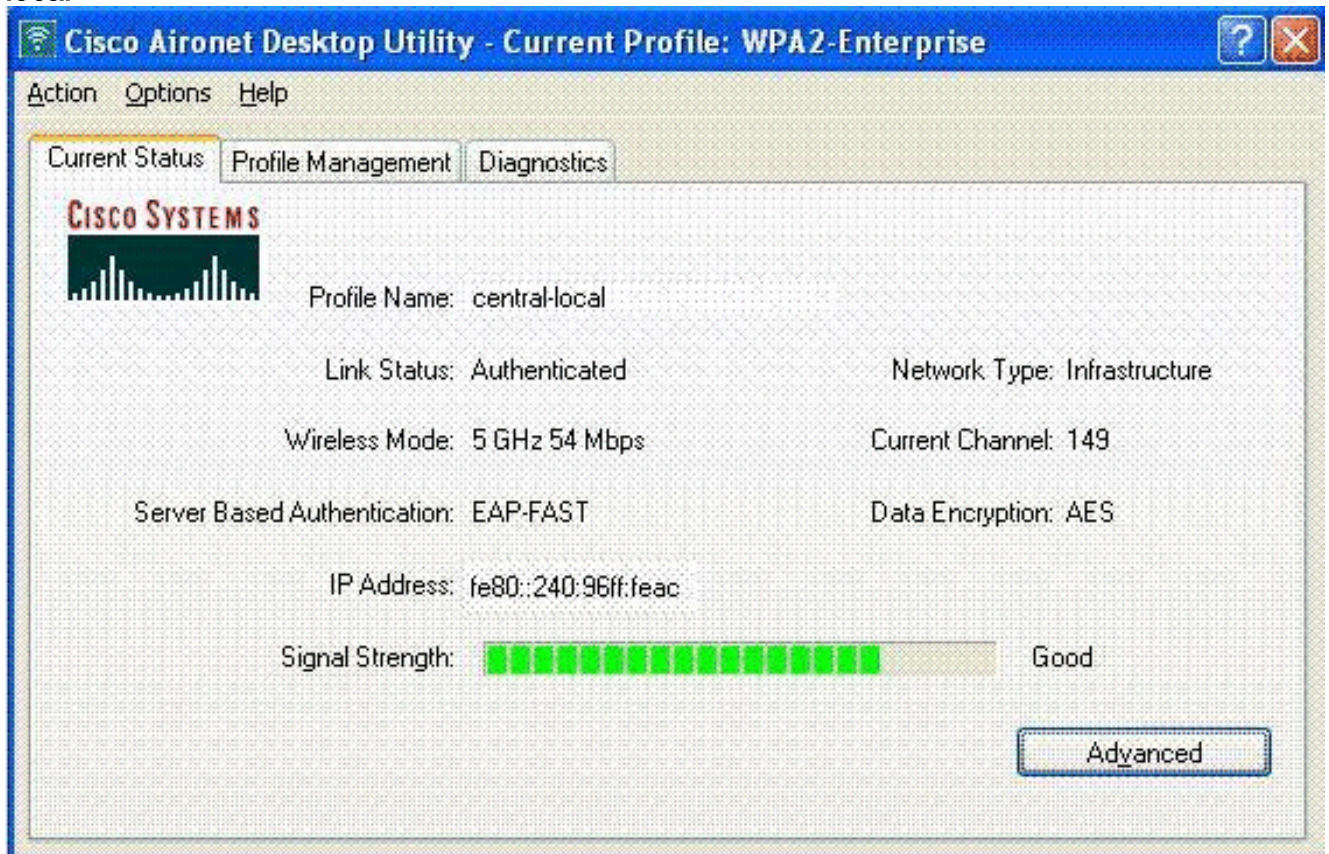 Cisco Aironet Desktop Utility - Current Profile: WPA2-Enterprise
Action Options Help
Current Status Profile Management Diagnostics
CISCO SYSTEMS
Profile Name: central-local
Link Status: Authenticated Network Type: Infrastructure
Wireless Mode: 5 GHz 54 Mbps Current Channel: 149
Server Based Authentication: EAP-FAST Data Encryption: AES
IP Address: fe80::240:96ff:feac
Signal Strength: Good
Advanced